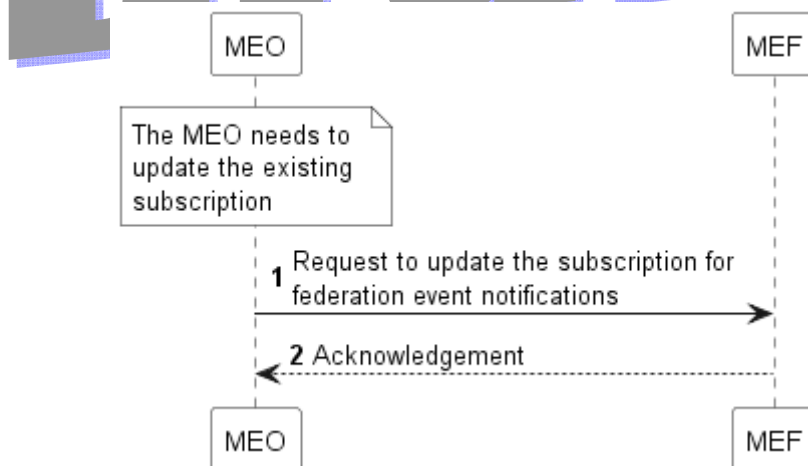 MEO MEF
The MEO needs to
update the existing
subscription
1 Request to update the subscription for
federation event notifications
2 Acknowledgement
MEO MEF